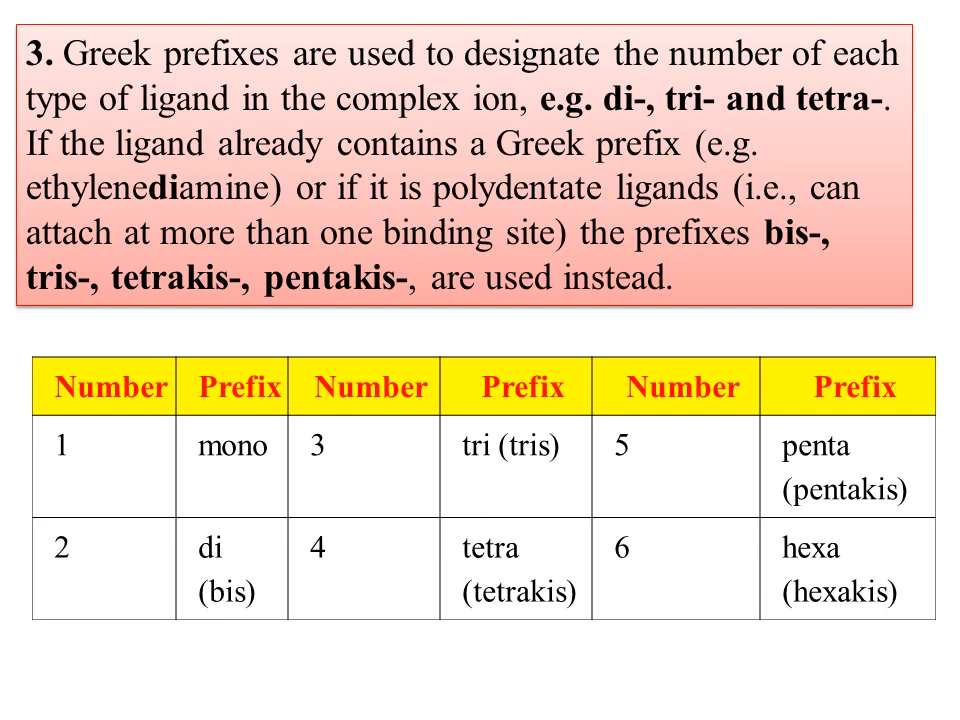 3. Greek prefixes are used to designate the number of each
type of ligand in the complex ion, e.g. di-, tri- and tetra-.
If the ligand already contains a Greek prefix (e.g.
ethylenediamine) or if it is polydentate ligands (i.e., can
attach at more than one binding site) the prefixes bis-,
tris-, tetrakis-, pentakis-, are used instead.
Number Prefix Number Prefix Number Prefix
1 mono 3 tri (tris) 5 penta
(pentakis)
2 di 4 tetra 6 hexa
(bis) (tetrakis) (hexakis)